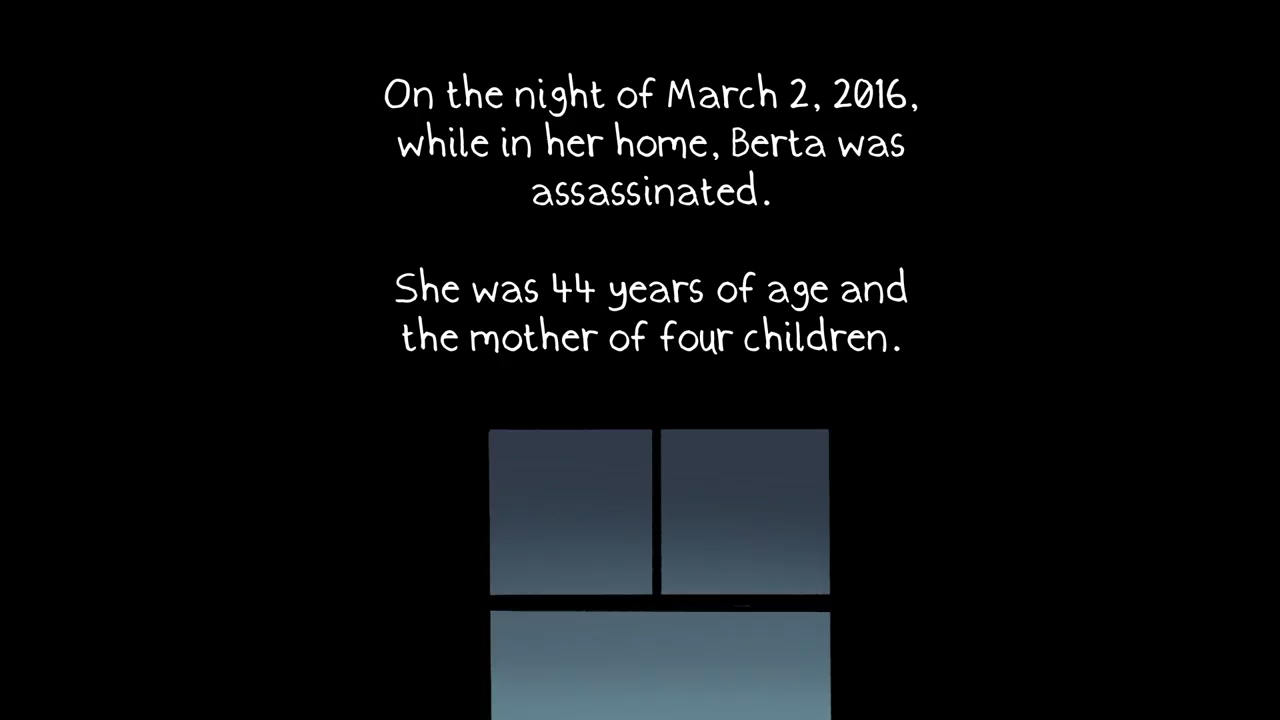 On the night of March 2, 2016,
while in her home, Berta was
assassinated.
She was 44 years of age and
the mother of four children.